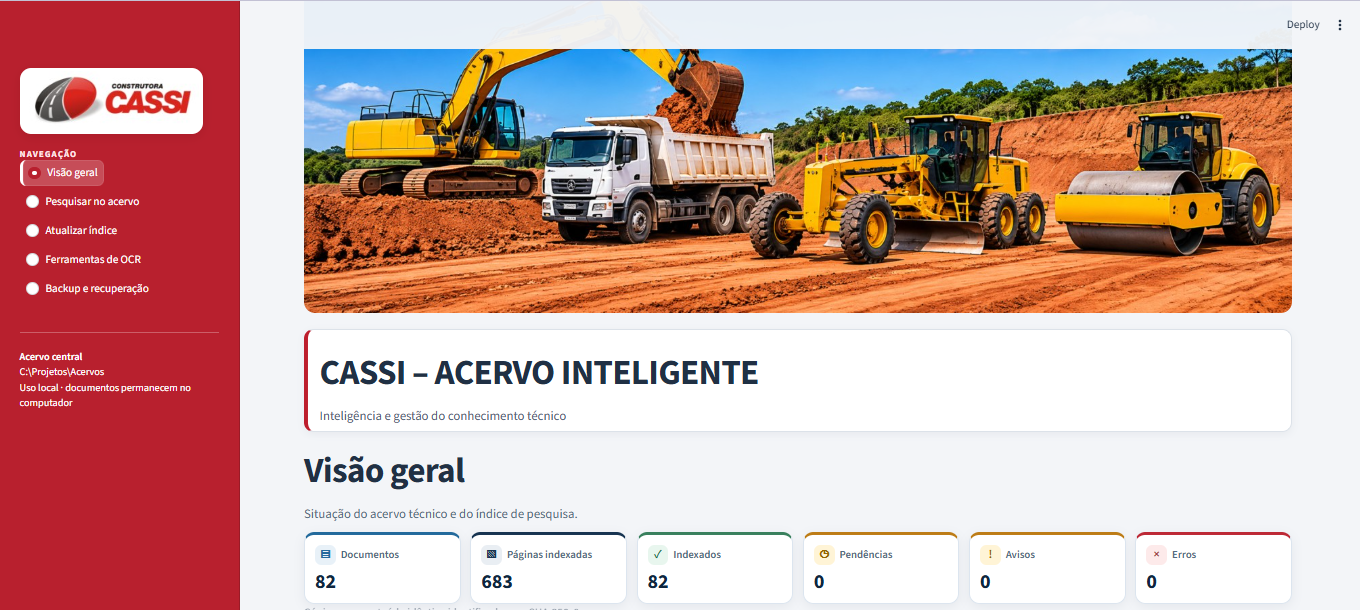 Deploy
CONSTRUTORA
CASSI
NAVEGAÇÃO
Visão geral
Pesquisar no acervo
Atualizar índice
Ferramentas de OCR
Backup e recuperação
Acervo central
C:\Projetos\Acervos
Uso local · documentos permanecem no
computador
CASSI – ACERVO INTELIGENTE
Inteligência e gestão do conhecimento técnico
Visão geral
Situação do acervo técnico e do índice de pesquisa.
Documentos
82
Páginas indexadas
683
Indexados
82
Pendências
0
Avisos
0
Erros
0